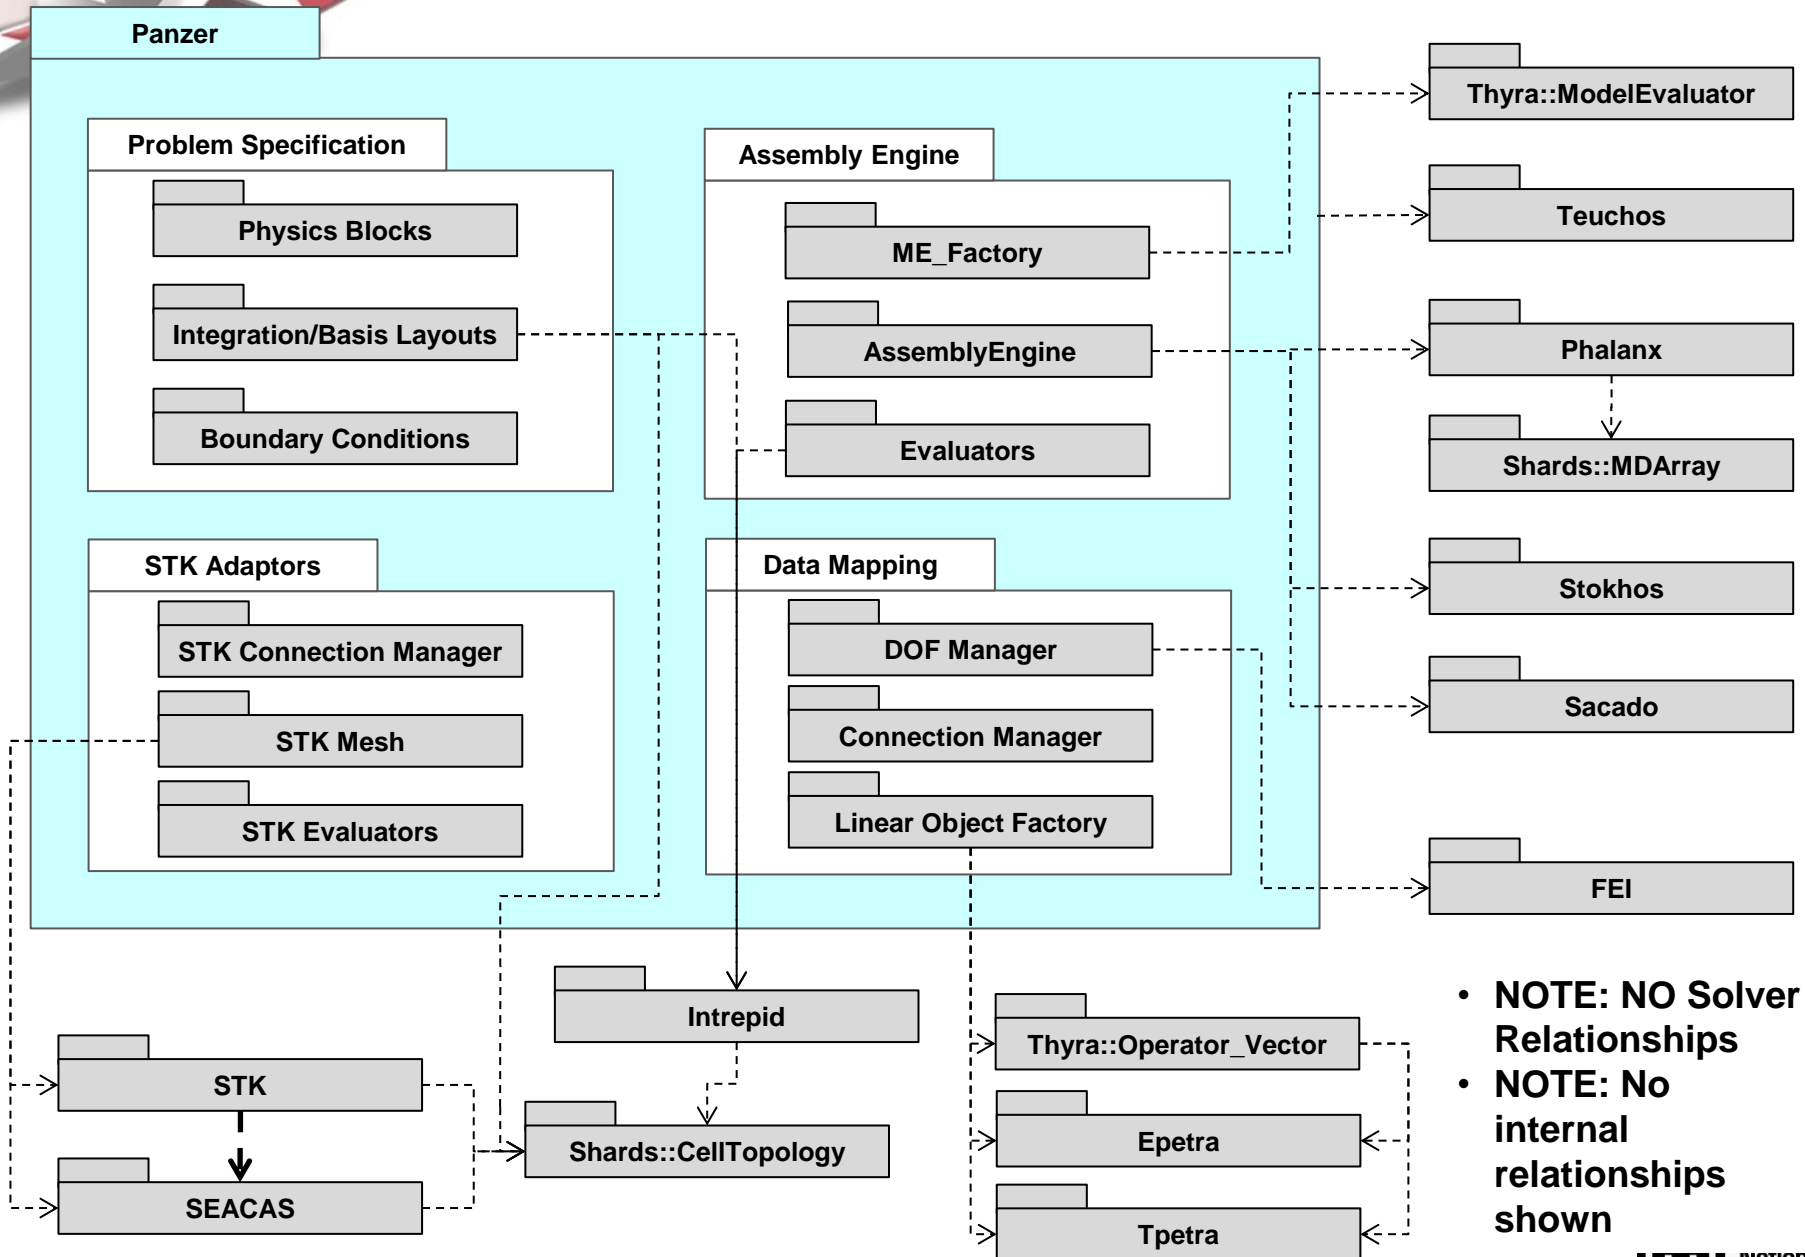 Panzer
Problem Specification
Physics Blocks
Integration/Basis Layouts
Boundary Conditions
Assembly Engine
ME_Factory
AssemblyEngine
Evaluators
STK Adaptors
STK Connection Manager
STK Mesh
STK Evaluators
Data Mapping
DOF Manager
Connection Manager
Linear Object Factory
Thyra::ModelEvaluator
Teuchos
Phalanx
Shards::MDArray
Stokhos
Sacado
FEI
Intrepid
STK
SEACAS
Shards::CellTopology
Thyra::Operator_Vector
Epetra
Tpetra
• NOTE: NO Solver
Relationships
• NOTE: No
internal
relationships
shown